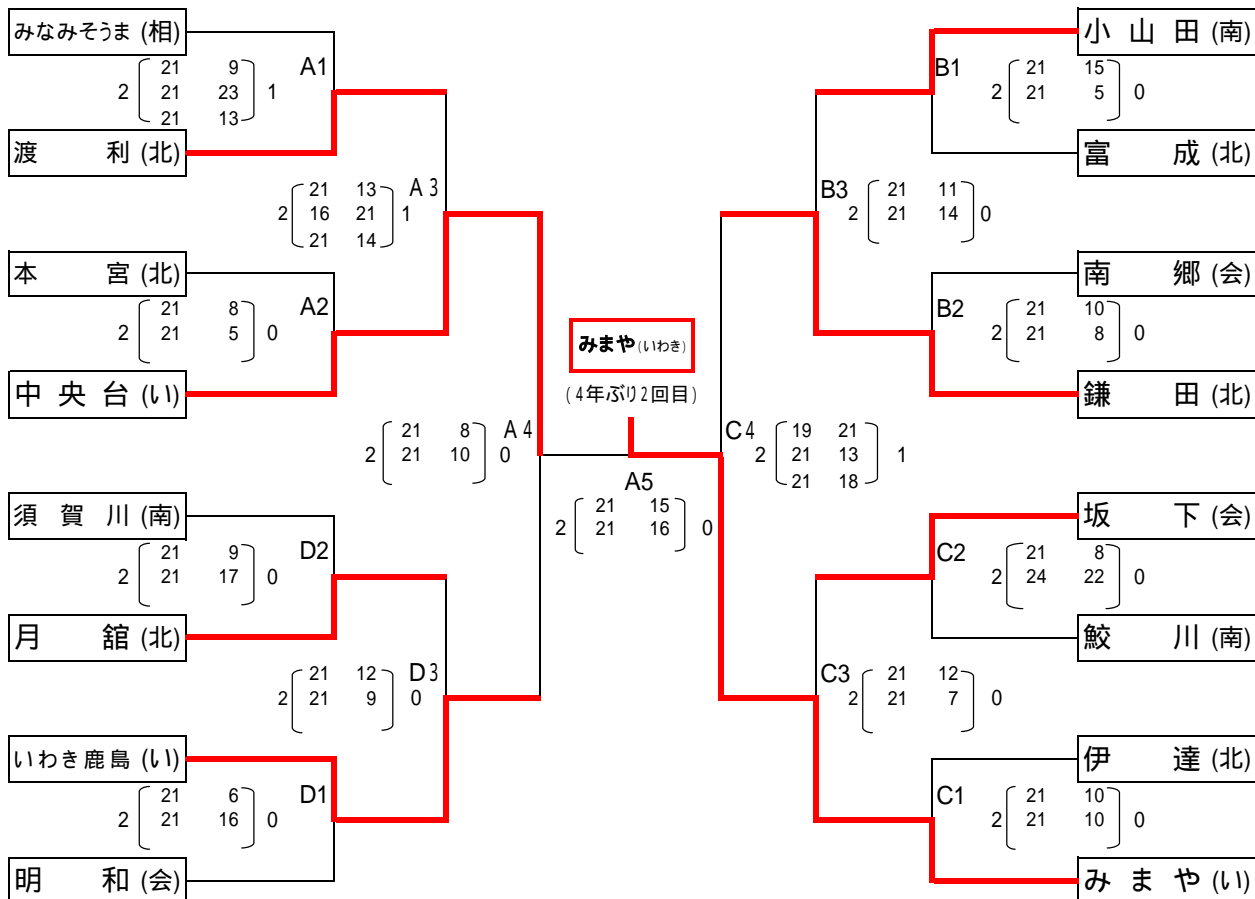 みなみそうま (相)
A1
21 9
2 21 23 1
21 13
渡 利 (北)
A 3
21 13
2 16 21 1
21 14
本 宮 (北)
A2
21 8
2 21 5 0
中 央 台 (い)
A 4
21 8
2 21 10 0
須 賀 川 (南)
D2
21 9
2 21 17 0
月 舘 (北)
D 3
21 12
2 21 9 0
いわき鹿島 (い)
D1
21 6
2 21 16 0
明 和 (会)
みまや(いわき)
(4年ぶり2回目)
A5
21 15
2 21 16 0
小 山 田 (南)
B1
21 15
2 21 5 0
富 成 (北)
B3
21 11
2 21 14 0
南 郷 (会)
B2
21 10
2 21 8 0
鎌 田 (北)
C 4
19 21
2 21 13 1
21 18
坂 下 (会)
C2
21 8
2 24 22 0
鮫 川 (南)
C3
21 12
2 21 7 0
伊 達 (北)
C1
21 10
2 21 10 0
み ま や (い)